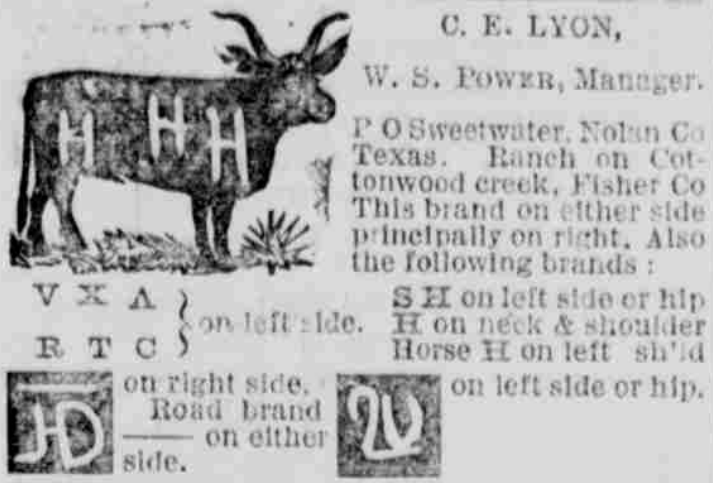 C. E. LYON,
W. S. POWER, Manager.
H H H
P O Sweetwater, Nolan Co
Texas. Ranch on Cot-
tonwood creek, Fisher Co
This brand on either side
principally on right. Also
the following brands :
V X A
R T C
} on left side.
S H on left side or hip
H on neck & shoulder
Horse H on left sh'ld
HD on right side.
Road brand
—— on either
side.
on left side or hip.